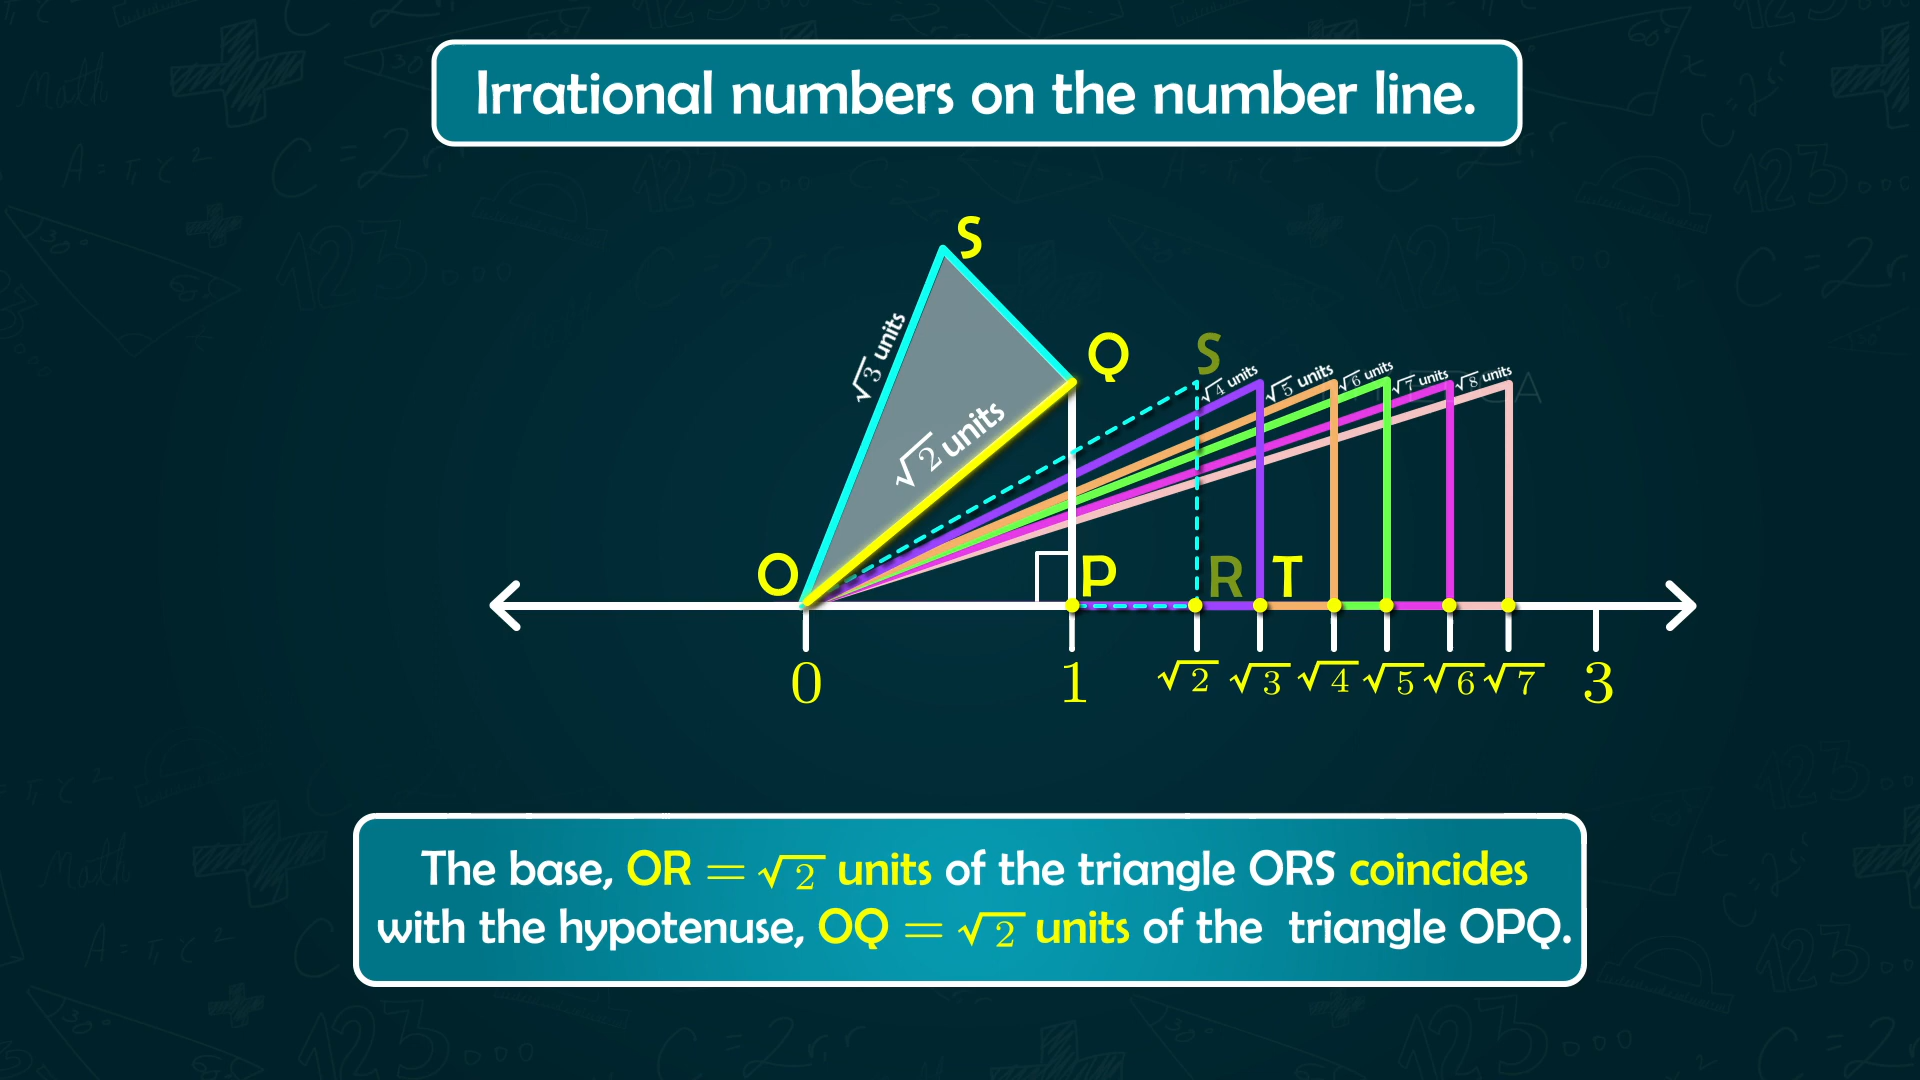 Irrational numbers on the number line.
S
√3 units
Q
S
√2 units
√4 units √5 units √6 units √7 units √8 units
O
P
R
T
0 1 √2 √3 √4 √5 √6 √7 3
The base, OR = √2 units of the triangle ORS coincides
with the hypotenuse, OQ = √2 units of the triangle OPQ.